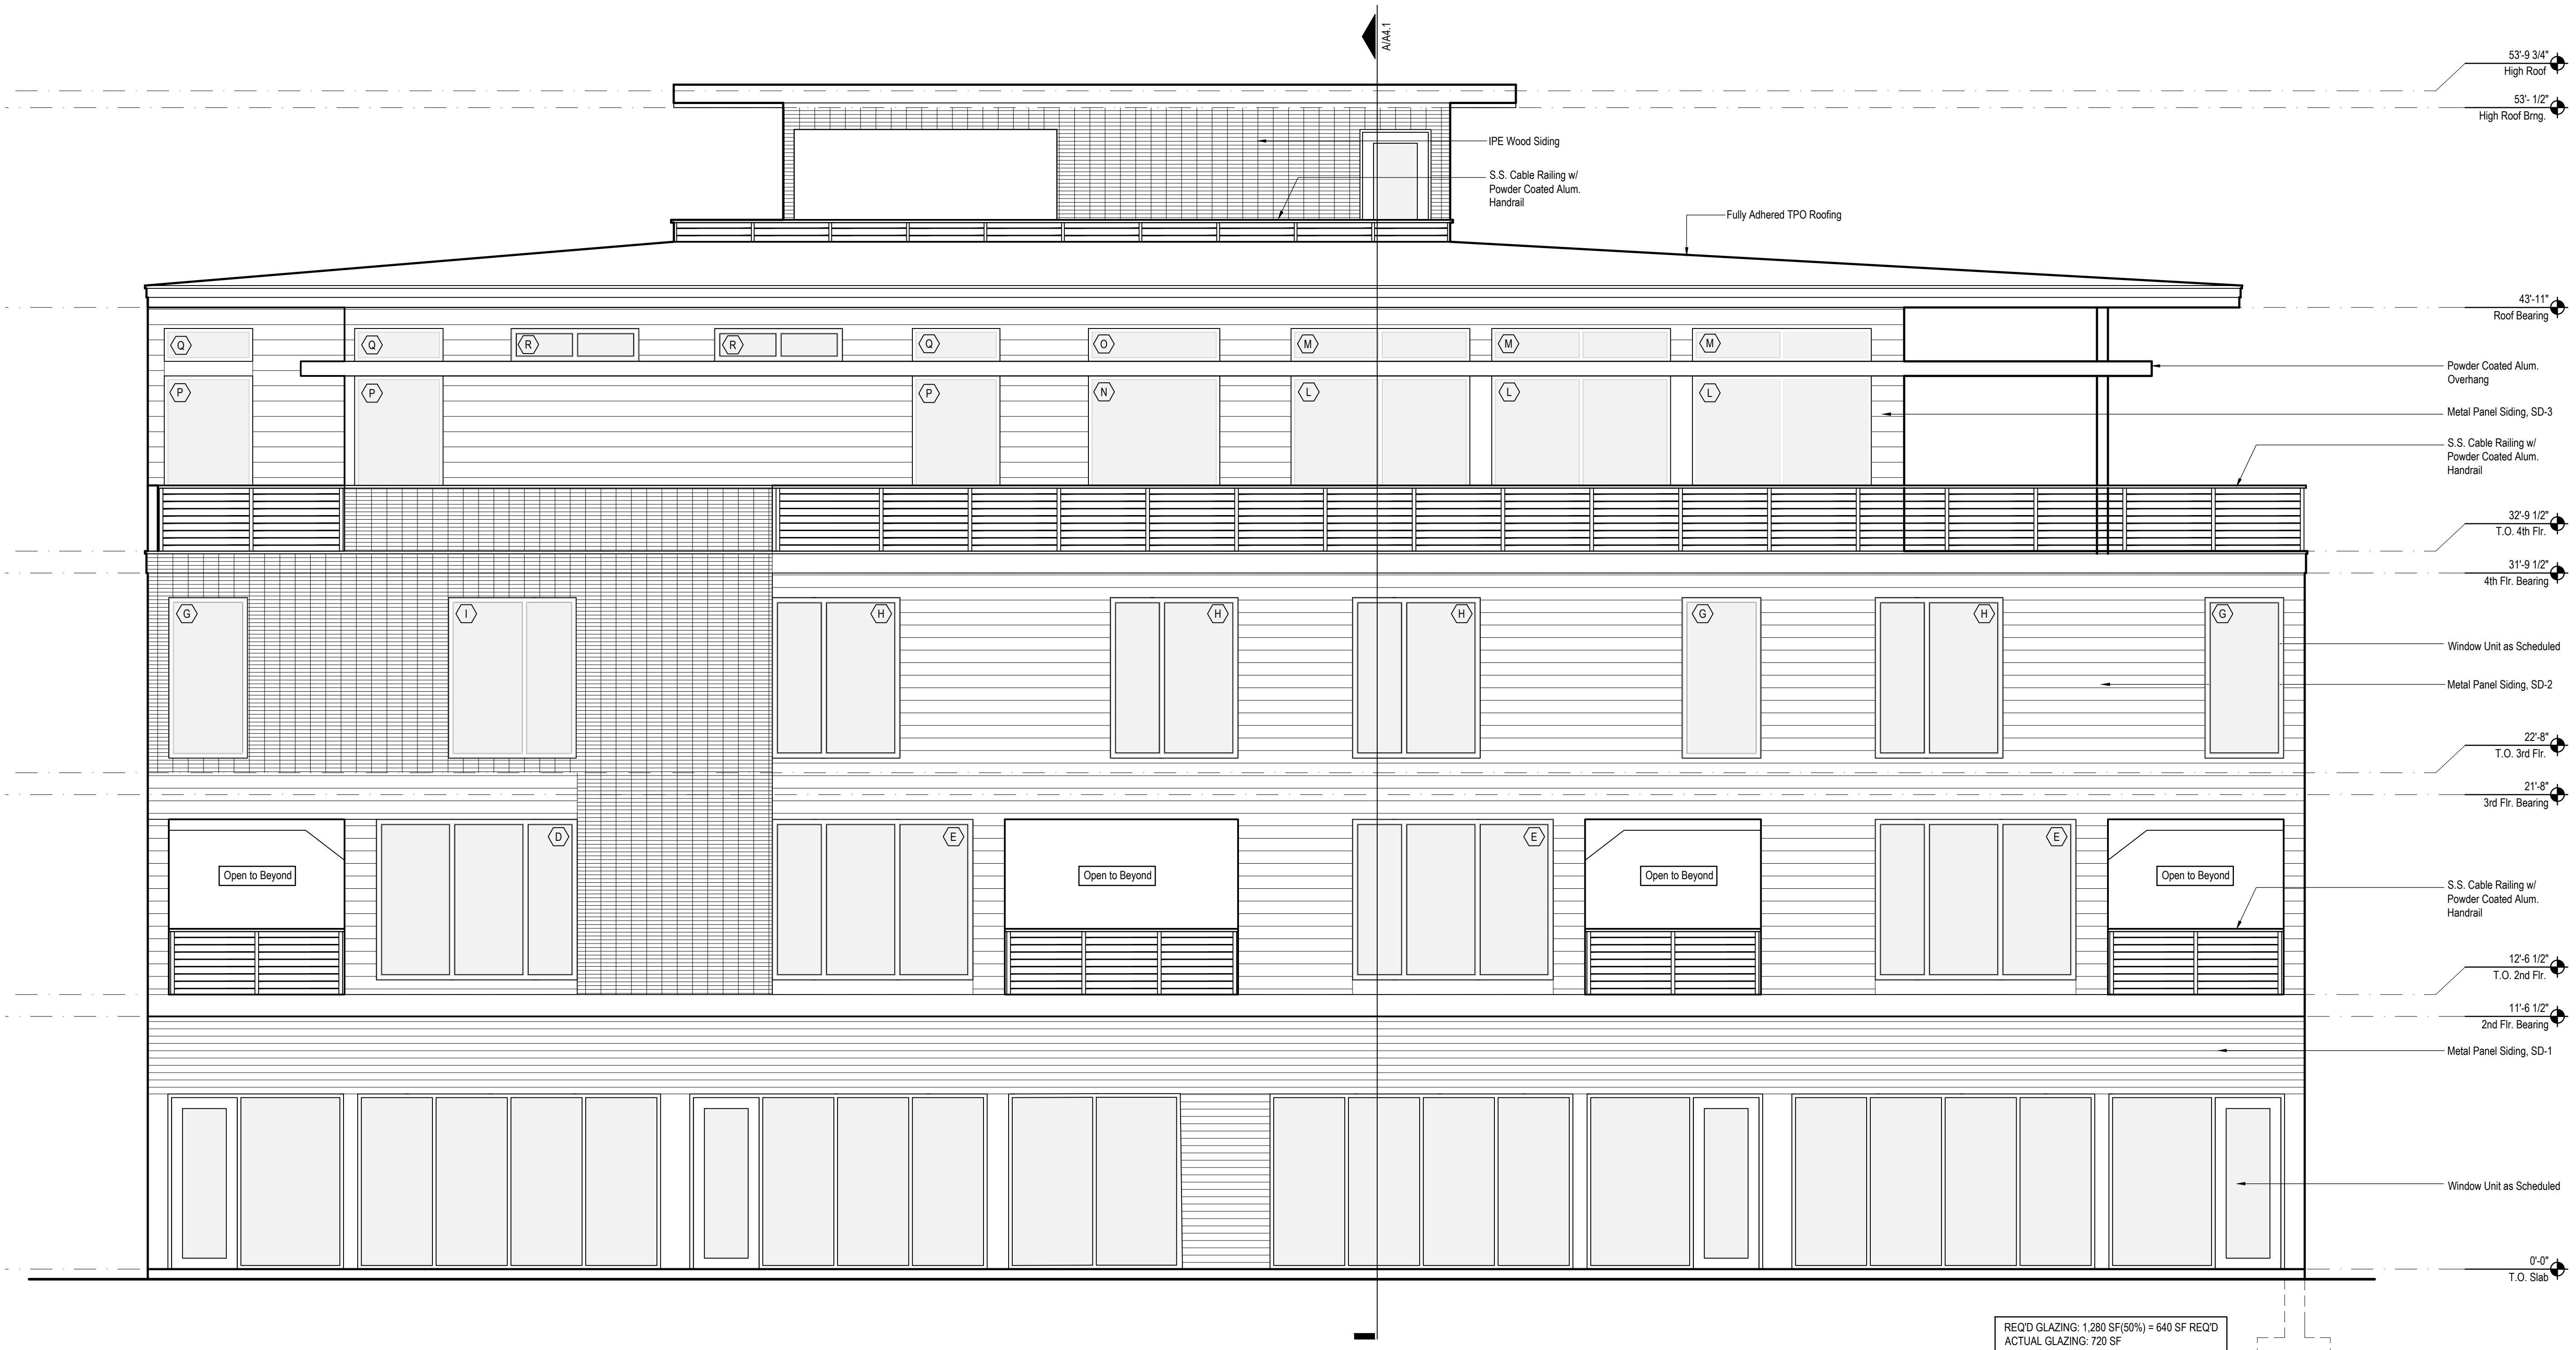 A/A4.1
53'-9 3/4"
High Roof
53'- 1/2"
High Roof Brng.
IPE Wood Siding
S.S. Cable Railing w/
Powder Coated Alum.
Handrail
Fully Adhered TPO Roofing
43'-11"
Roof Bearing
Q
Q
R
R
Q
O
M
M
M
Powder Coated Alum.
Overhang
P
P
P
N
L
L
L
Metal Panel Siding, SD-3
S.S. Cable Railing w/
Powder Coated Alum.
Handrail
32'-9 1/2"
T.O. 4th Flr.
31'-9 1/2"
4th Flr. Bearing
G
I
H
H
H
G
H
G
Window Unit as Scheduled
Metal Panel Siding, SD-2
22'-8"
T.O. 3rd Flr.
21'-8"
3rd Flr. Bearing
D
E
E
E
Open to Beyond
Open to Beyond
Open to Beyond
Open to Beyond
S.S. Cable Railing w/
Powder Coated Alum.
Handrail
12'-6 1/2"
T.O. 2nd Flr.
11'-6 1/2"
2nd Flr. Bearing
Metal Panel Siding, SD-1
Window Unit as Scheduled
0'-0"
T.O. Slab
REQ'D GLAZING: 1,280 SF(50%) = 640 SF REQ'D
ACTUAL GLAZING: 720 SF